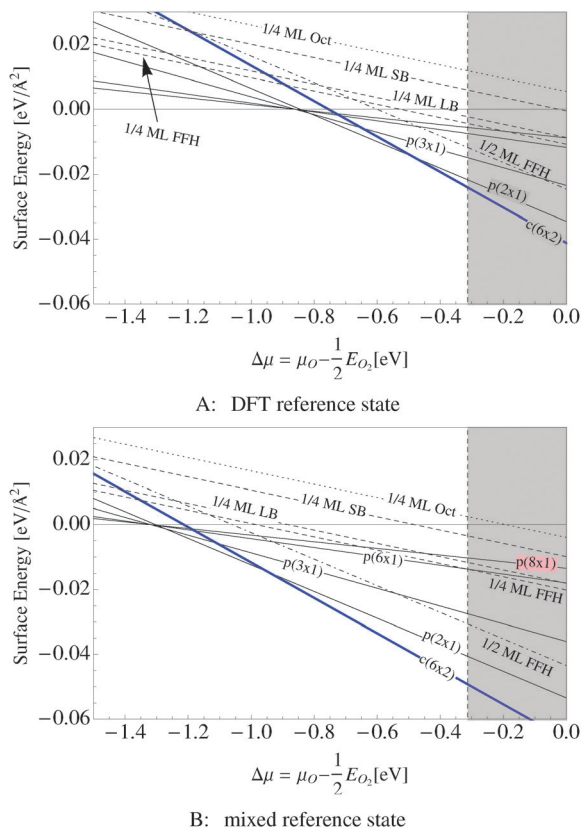 0.02
0.00
−0.02
−0.04
−0.06
Surface Energy [eV/Å²]
1/4 ML Oct
1/4 ML SB
1/4 ML LB
1/4 ML FFH
p(3x1)
1/2 ML FFH
p(2x1)
c(6x2)
−1.4 −1.2 −1.0 −0.8 −0.6 −0.4 −0.2 0.0
Δμ = μ_O−1/2 E_O₂[eV]
A: DFT reference state
0.02
0.00
−0.02
−0.04
−0.06
Surface Energy [eV/Å²]
1/4 ML LB
1/4 ML SB
1/4 ML Oct
p(3x1)
p(6x1)
p(8x1)
1/4 ML FFH
p(2x1)
c(6x2)
1/2 ML FFH
−1.4 −1.2 −1.0 −0.8 −0.6 −0.4 −0.2 0.0
Δμ = μ_O−1/2 E_O₂[eV]
B: mixed reference state